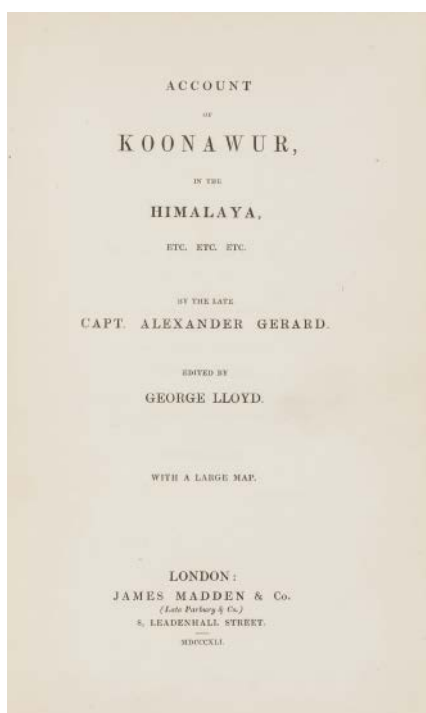 ACCOUNT
OF
KOONAWUR,
IN THE
HIMALAYA,
ETC. ETC. ETC.
BY THE LATE
CAPT. ALEXANDER GERARD.
EDITED BY
GEORGE LLOYD.
WITH A LARGE MAP.
LONDON:
JAMES MADDEN & Co.
(Late Parbury & Co.)
8, LEADENHALL STREET.
MDCCCXLI.